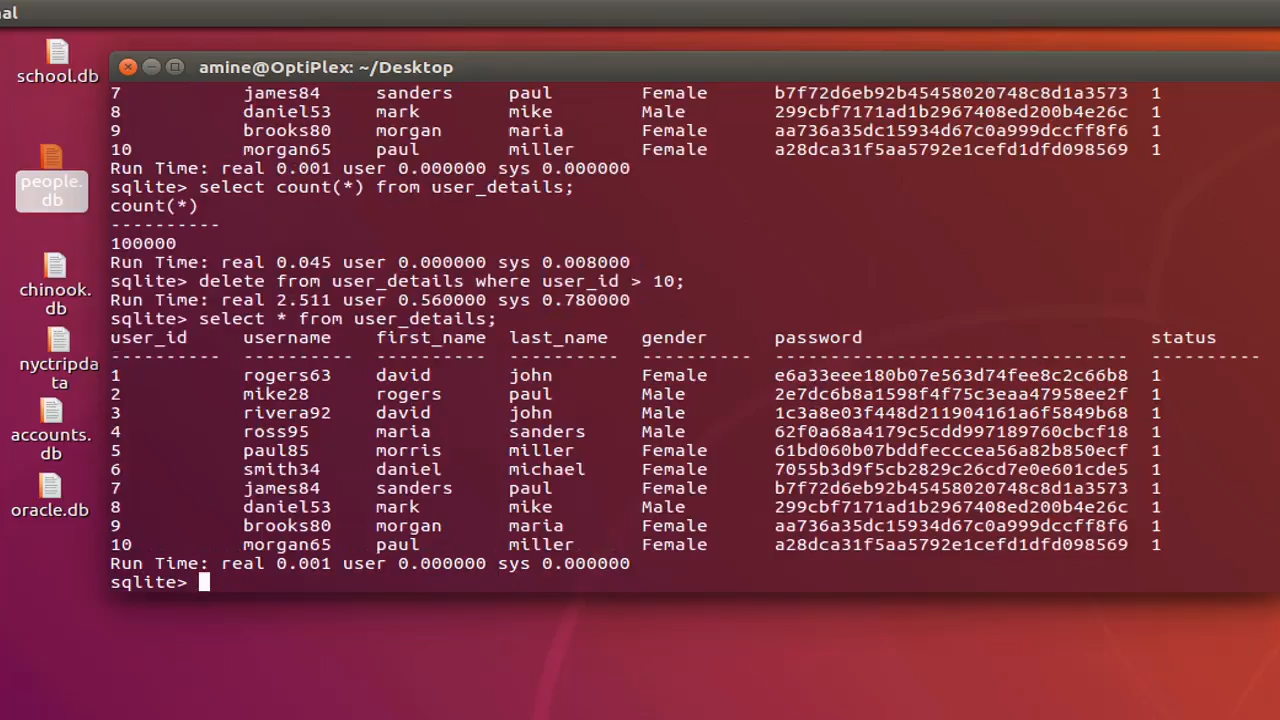 al
school.db
people.
db
chinook.
db
nyctripda
ta
accounts.
db
oracle.db
amine@OptiPlex: ~/Desktop
7 james84 sanders paul Female b7f72d6eb92b45458020748c8d1a3573 1
8 daniel53 mark mike Male 299cbf7171ad1b2967408ed200b4e26c 1
9 brooks80 morgan maria Female aa736a35dc15934d67c0a999dccff8f6 1
10 morgan65 paul miller Female a28dca31f5aa5792e1cefd1dfd098569 1
Run Time: real 0.001 user 0.000000 sys 0.000000
sqlite> select count(*) from user_details;
count(*)
----------
100000
Run Time: real 0.045 user 0.000000 sys 0.008000
sqlite> delete from user_details where user_id > 10;
Run Time: real 2.511 user 0.560000 sys 0.780000
sqlite> select * from user_details;
user_id username first_name last_name gender password status
---------- ---------- ---------- ---------- ---------- -------------------------------- ----------
1 rogers63 david john Female e6a33eee180b07e563d74fee8c2c66b8 1
2 mike28 rogers paul Male 2e7dc6b8a1598f4f75c3eaa47958ee2f 1
3 rivera92 david john Male 1c3a8e03f448d211904161a6f5849b68 1
4 ross95 maria sanders Male 62f0a68a4179c5cdd997189760cbcf18 1
5 paul85 morris miller Female 61bd060b07bddfecccea56a82b850ecf 1
6 smith34 daniel michael Female 7055b3d9f5cb2829c26cd7e0e601cde5 1
7 james84 sanders paul Female b7f72d6eb92b45458020748c8d1a3573 1
8 daniel53 mark mike Male 299cbf7171ad1b2967408ed200b4e26c 1
9 brooks80 morgan maria Female aa736a35dc15934d67c0a999dccff8f6 1
10 morgan65 paul miller Female a28dca31f5aa5792e1cefd1dfd098569 1
Run Time: real 0.001 user 0.000000 sys 0.000000
sqlite>